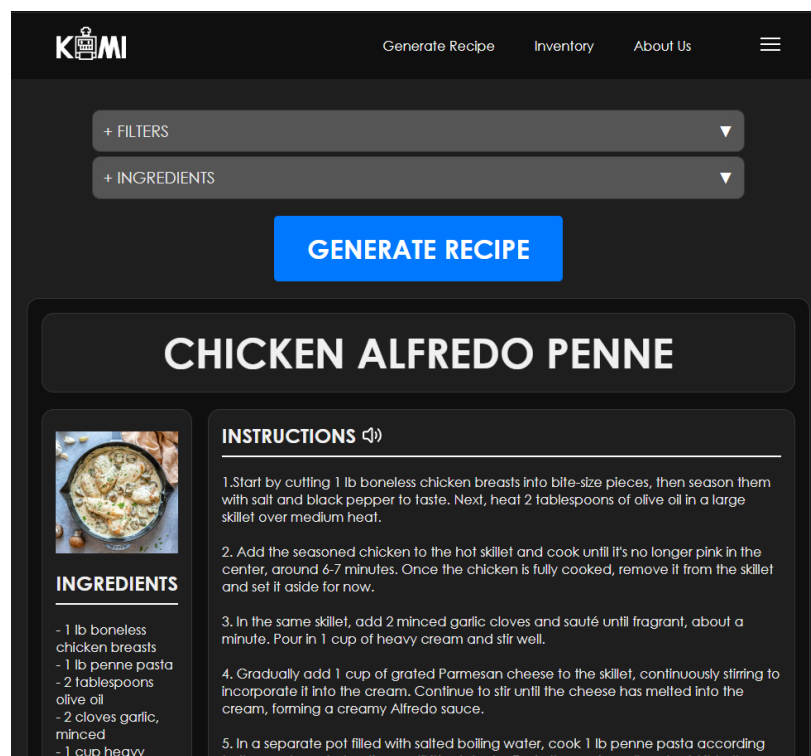 KOMI
Generate Recipe
Inventory
About Us
+ FILTERS
+ INGREDIENTS
GENERATE RECIPE
CHICKEN ALFREDO PENNE
INGREDIENTS
- 1 lb boneless
chicken breasts
- 1 lb penne pasta
- 2 tablespoons
olive oil
- 2 cloves garlic,
minced
- 1 cup heavy
INSTRUCTIONS
1.Start by cutting 1 lb boneless chicken breasts into bite-size pieces, then season them
with salt and black pepper to taste. Next, heat 2 tablespoons of olive oil in a large
skillet over medium heat.
2. Add the seasoned chicken to the hot skillet and cook until it's no longer pink in the
center, around 6-7 minutes. Once the chicken is fully cooked, remove it from the skillet
and set it aside for now.
3. In the same skillet, add 2 minced garlic cloves and sauté until fragrant, about a
minute. Pour in 1 cup of heavy cream and stir well.
4. Gradually add 1 cup of grated Parmesan cheese to the skillet, continuously stirring to
incorporate it into the cream. Continue to stir until the cheese has melted into the
cream, forming a creamy Alfredo sauce.
5. In a separate pot filled with salted boiling water, cook 1 lb penne pasta according